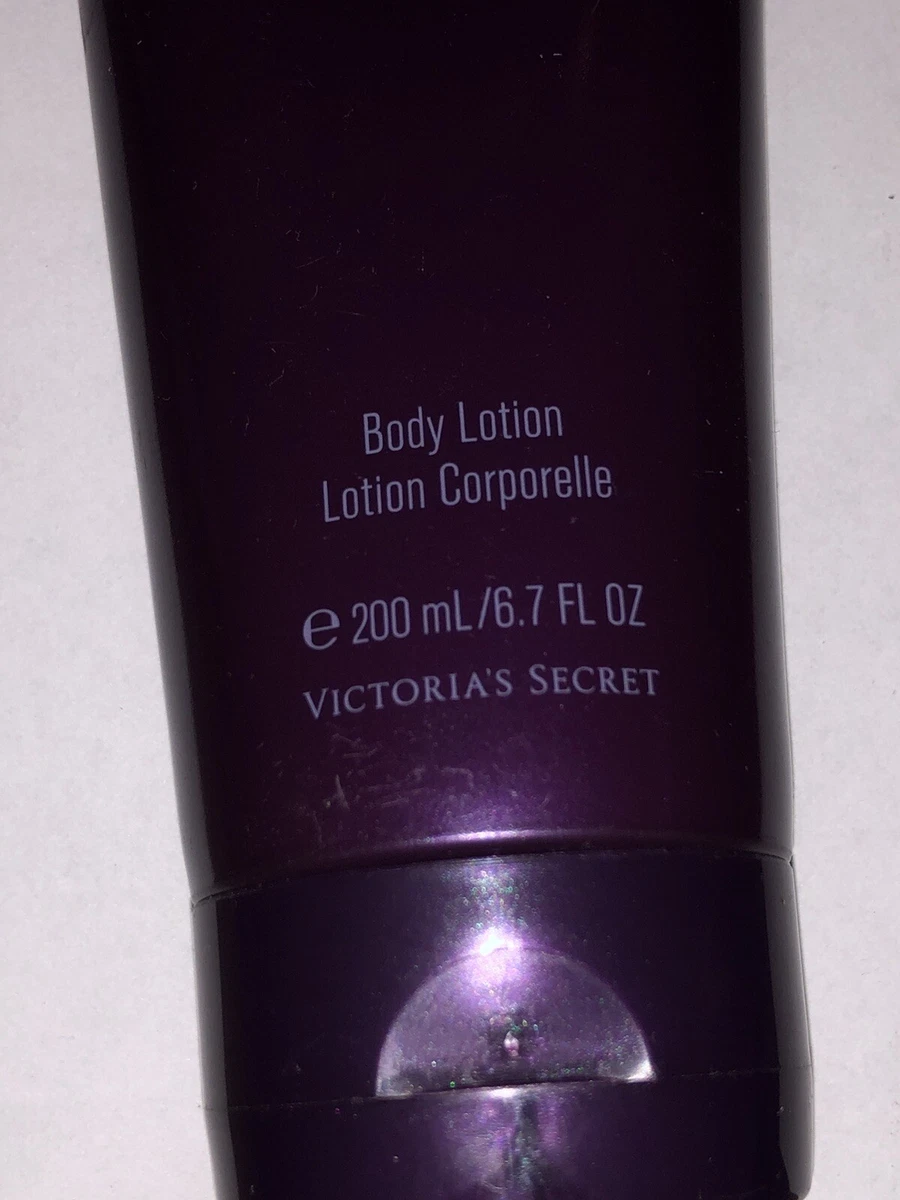 Body Lotion
Lotion Corporelle
℮ 200 mL/6.7 FL OZ
VICTORIA'S SECRET